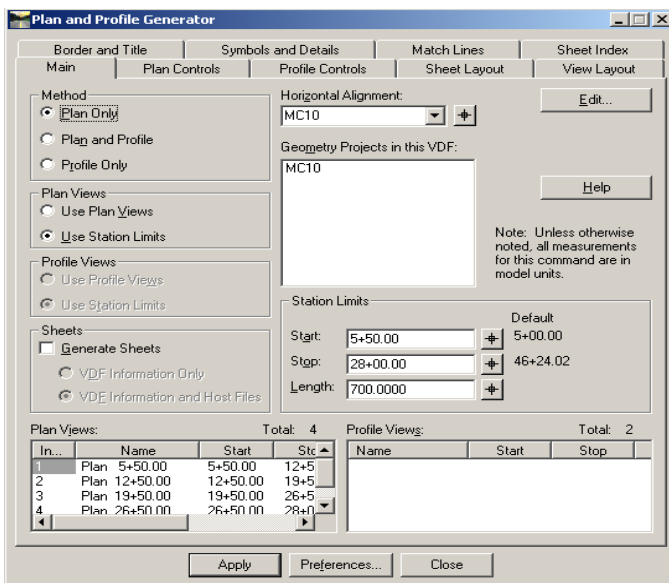 Plan and Profile Generator
Border and Title Symbols and Details Match Lines Sheet Index
Main Plan Controls Profile Controls Sheet Layout View Layout
Method
Plan Only
Plan and Profile
Profile Only
Plan Views
Use Plan Views
Use Station Limits
Profile Views
Use Profile Views
Use Station Limits
Sheets
Generate Sheets
VDF Information Only
VDF Information and Host Files
Horizontal Alignment:
MC10
Geometry Projects in this VDF:
MC10
Edit...
Help
Note: Unless otherwise
noted, all measurements
for this command are in
model units.
Station Limits
Default
Start: 5+50.00 5+00.00
Stop: 28+00.00 46+24.02
Length: 700.0000
Plan Views: Total: 4
In... Name Start Stc
1 Plan 5+50.00 5+50.00 12+5
2 Plan 12+50.00 12+50.00 19+5
3 Plan 19+50.00 19+50.00 26+5
4 Plan 26+50.00 26+50.00 28+0
Profile Views: Total: 2
Name Start Stop
Apply Preferences... Close